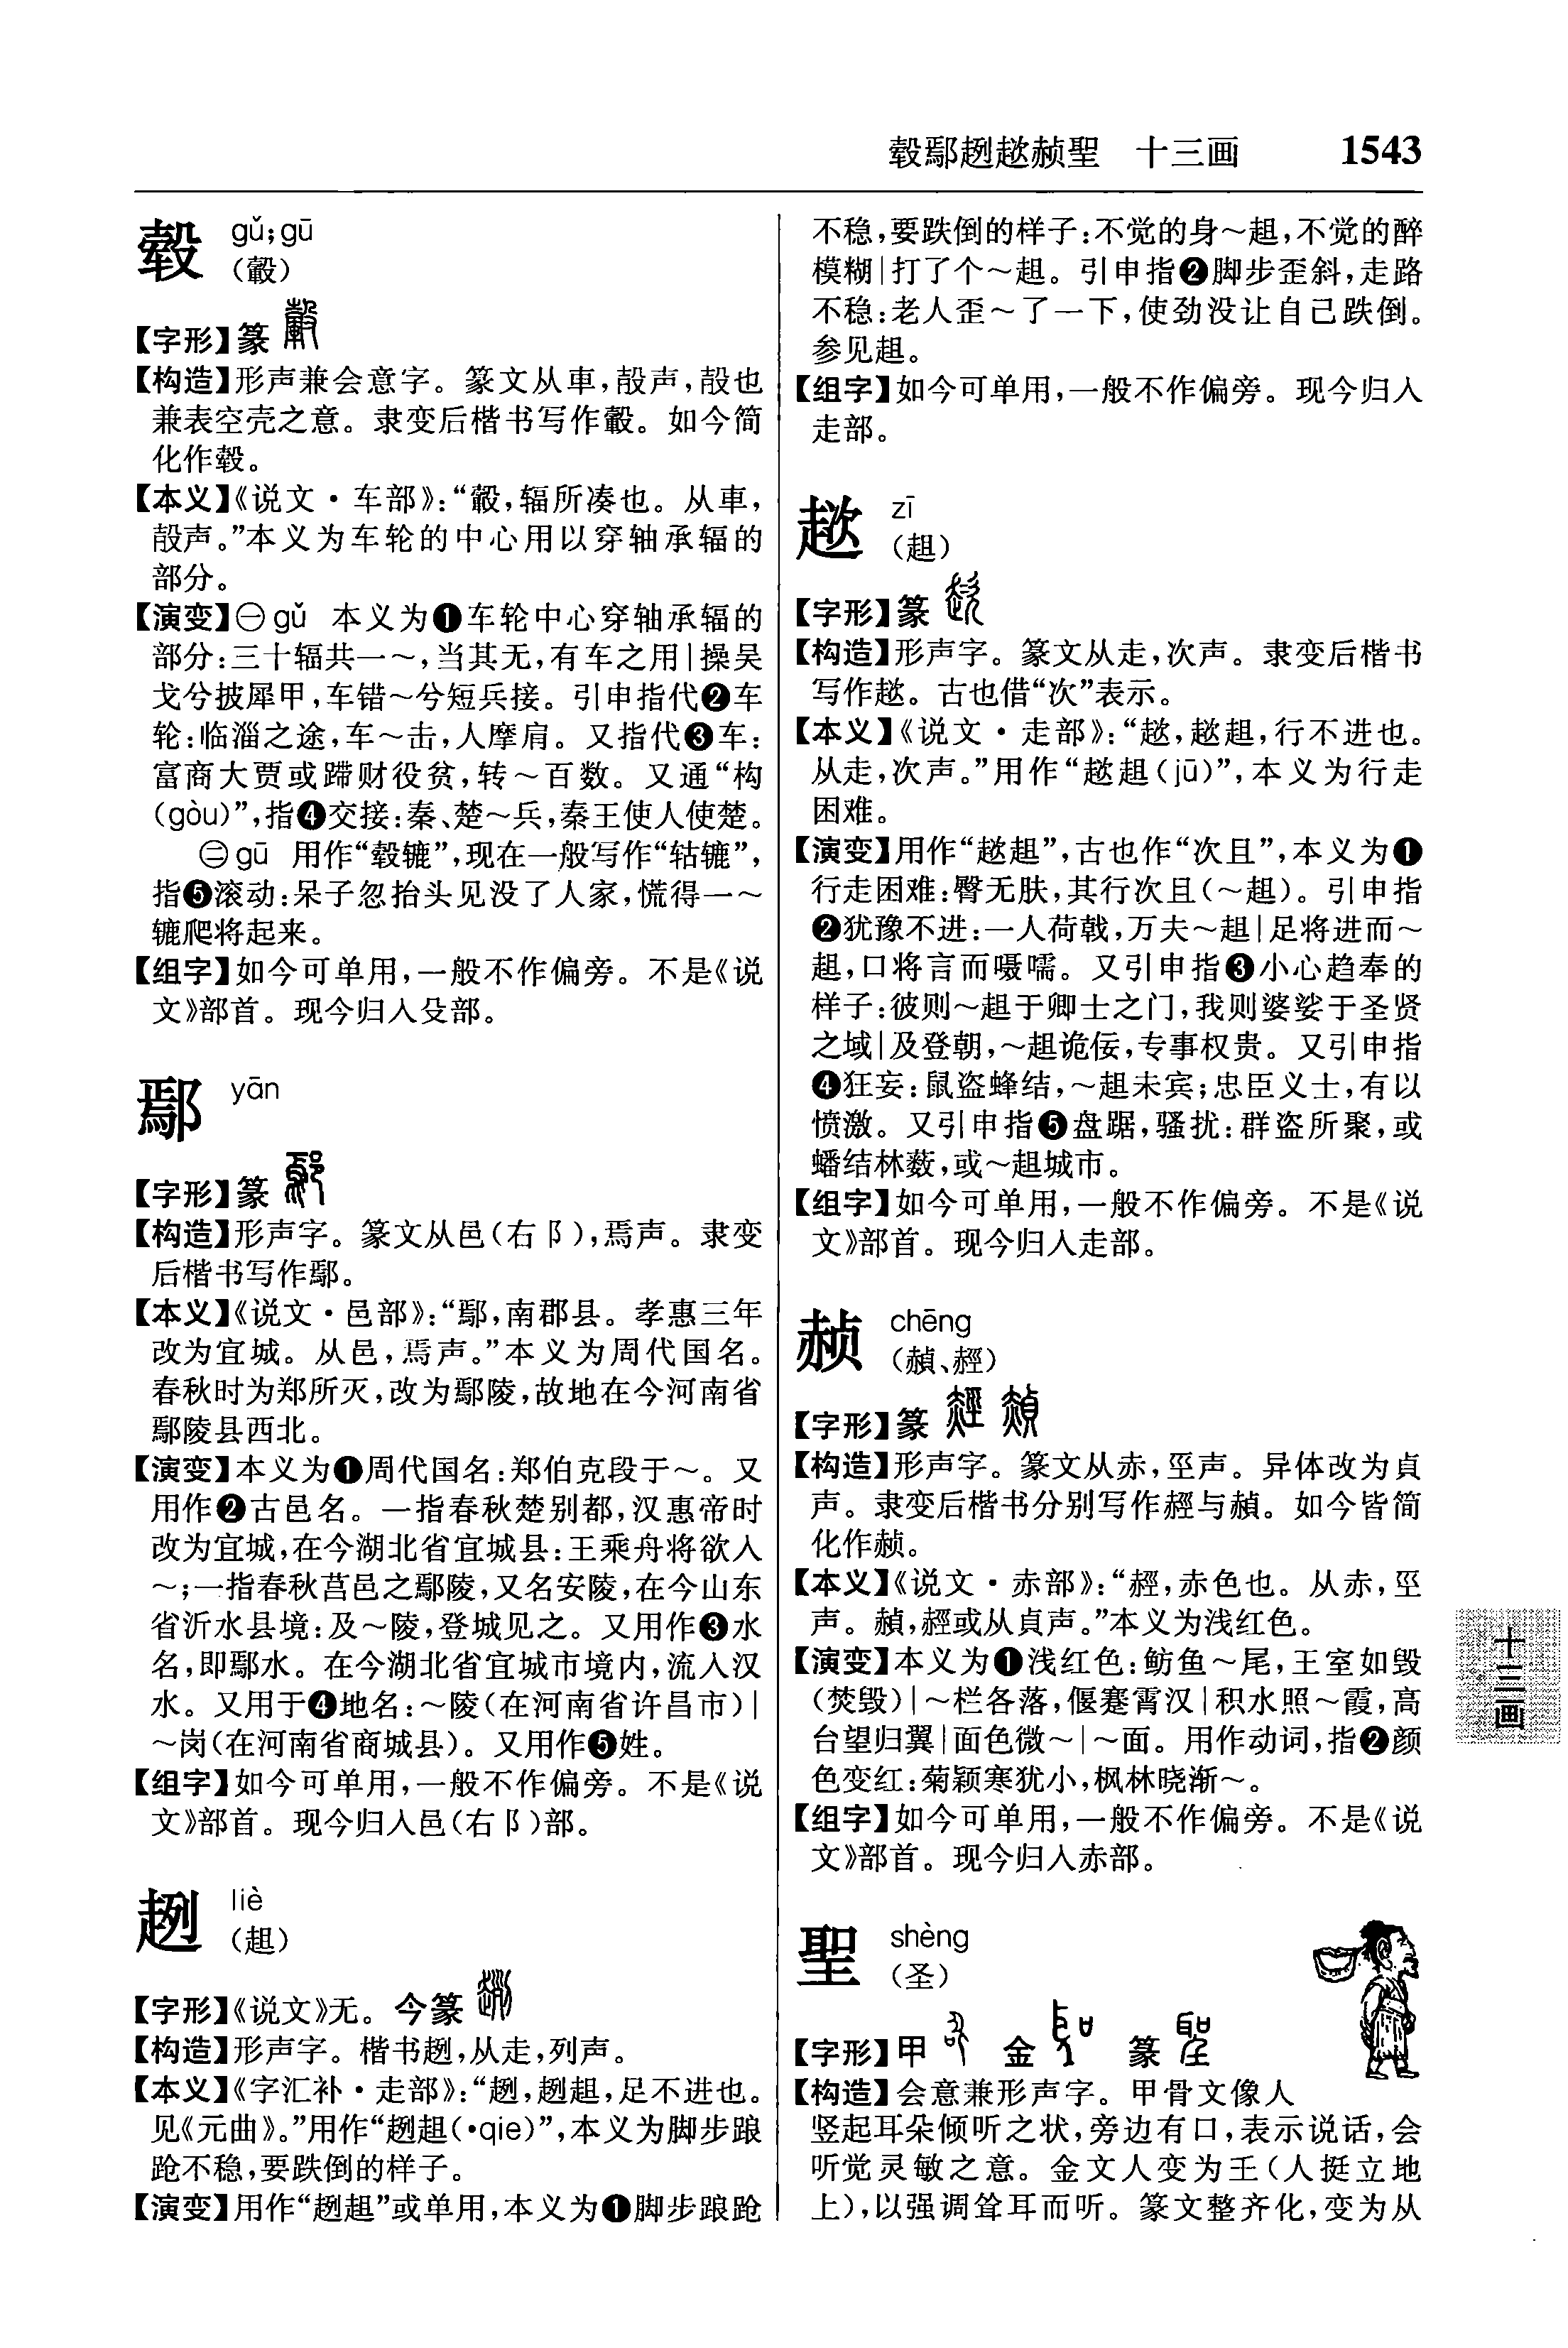 毂鄢趔趑赪聖 十三画 1543
毂 gǔ;gū
(轂)
【字形】篆
【构造】形声兼会意字。篆文从車,㱿声,㱿也
兼表空壳之意。隶变后楷书写作轂。如今简
化作毂。
【本义】《说文·车部》:“轂,辐所凑也。从車,
㱿声。”本义为车轮的中心用以穿轴承辐的
部分。
【演变】㊀gǔ 本义为❶车轮中心穿轴承辐的
部分:三十辐共一~,当其无,有车之用|操吴
戈兮披犀甲,车错~兮短兵接。引申指代❷车
轮:临淄之途,车~击,人摩肩。又指代❸车:
富商大贾或蹛财役贫,转~百数。又通“构
(gòu)”,指❹交接:秦、楚~兵,秦王使人使楚。
㊁gū 用作“毂辘”,现在一般写作“轱辘”,
指❺滚动:呆子忽抬头见没了人家,慌得一~
辘爬将起来。
【组字】如今可单用,一般不作偏旁。不是《说
文》部首。现今归入殳部。
鄢 yān
【字形】篆
【构造】形声字。篆文从邑(右阝),焉声。隶变
后楷书写作鄢。
【本义】《说文·邑部》:“鄢,南郡县。孝惠三年
改为宜城。从邑,焉声。”本义为周代国名。
春秋时为郑所灭,改为鄢陵,故地在今河南省
鄢陵县西北。
【演变】本义为❶周代国名:郑伯克段于~。又
用作❷古邑名。一指春秋楚别都,汉惠帝时
改为宜城,在今湖北省宜城县:王乘舟将欲入
~;一指春秋莒邑之鄢陵,又名安陵,在今山东
省沂水县境:及~陵,登城见之。又用作❸水
名,即鄢水。在今湖北省宜城市境内,流入汉
水。又用于❹地名:~陵(在河南省许昌市)|
~岗(在河南省商城县)。又用作❺姓。
【组字】如今可单用,一般不作偏旁。不是《说
文》部首。现今归入邑(右阝)部。
趔 liè
(趄)
【字形】《说文》无。今篆
【构造】形声字。楷书趔,从走,列声。
【本义】《字汇补·走部》:“趔,趔趄,足不进也。
见《元曲》。”用作“趔趄(·qie)”,本义为脚步踉
跄不稳,要跌倒的样子。
【演变】用作“趔趄”或单用,本义为❶脚步踉跄
不稳,要跌倒的样子:不觉的身~趄,不觉的醉
模糊|打了个~趄。引申指❷脚步歪斜,走路
不稳:老人歪~了一下,使劲没让自己跌倒。
参见趄。
【组字】如今可单用,一般不作偏旁。现今归入
走部。
趑 zī
(趄)
【字形】篆
【构造】形声字。篆文从走,次声。隶变后楷书
写作趑。古也借“次”表示。
【本义】《说文·走部》:“趑,趑趄,行不进也。
从走,次声。”用作“趑趄(jū)”,本义为行走
困难。
【演变】用作“趑趄”,古也作“次且”,本义为❶
行走困难:臀无肤,其行次且(~趄)。引申指
❷犹豫不进:一人荷戟,万夫~趄|足将进而~
趄,口将言而嗫嚅。又引申指❸小心趋奉的
样子:彼则~趄于卿士之门,我则婆娑于圣贤
之域|及登朝,~趄诡佞,专事权贵。又引申指
❹狂妄:鼠盗蜂结,~趄未宾;忠臣义士,有以
愤激。又引申指❺盘踞,骚扰:群盗所聚,或
蟠结林薮,或~趄城市。
【组字】如今可单用,一般不作偏旁。不是《说
文》部首。现今归入走部。
赪 chēng
(赬、䞓)
【字形】篆
【构造】形声字。篆文从赤,巠声。异体改为貞
声。隶变后楷书分别写作䞓与赬。如今皆简
化作赪。
【本义】《说文·赤部》:“䞓,赤色也。从赤,巠
声。赬,䞓或从貞声。”本义为浅红色。
【演变】本义为❶浅红色:鲂鱼~尾,王室如毁
(焚毁)|~栏各落,偃蹇霄汉|积水照~霞,高
台望归翼|面色微~|~面。用作动词,指❷颜
色变红:菊颖寒犹小,枫林晓渐~。
【组字】如今可单用,一般不作偏旁。不是《说
文》部首。现今归入赤部。
聖 shèng
(圣)
【字形】甲 金 篆
【构造】会意兼形声字。甲骨文像人
竖起耳朵倾听之状,旁边有口,表示说话,会
听觉灵敏之意。金文人变为壬(人挺立地
上),以强调耸耳而听。篆文整齐化,变为从
十三画